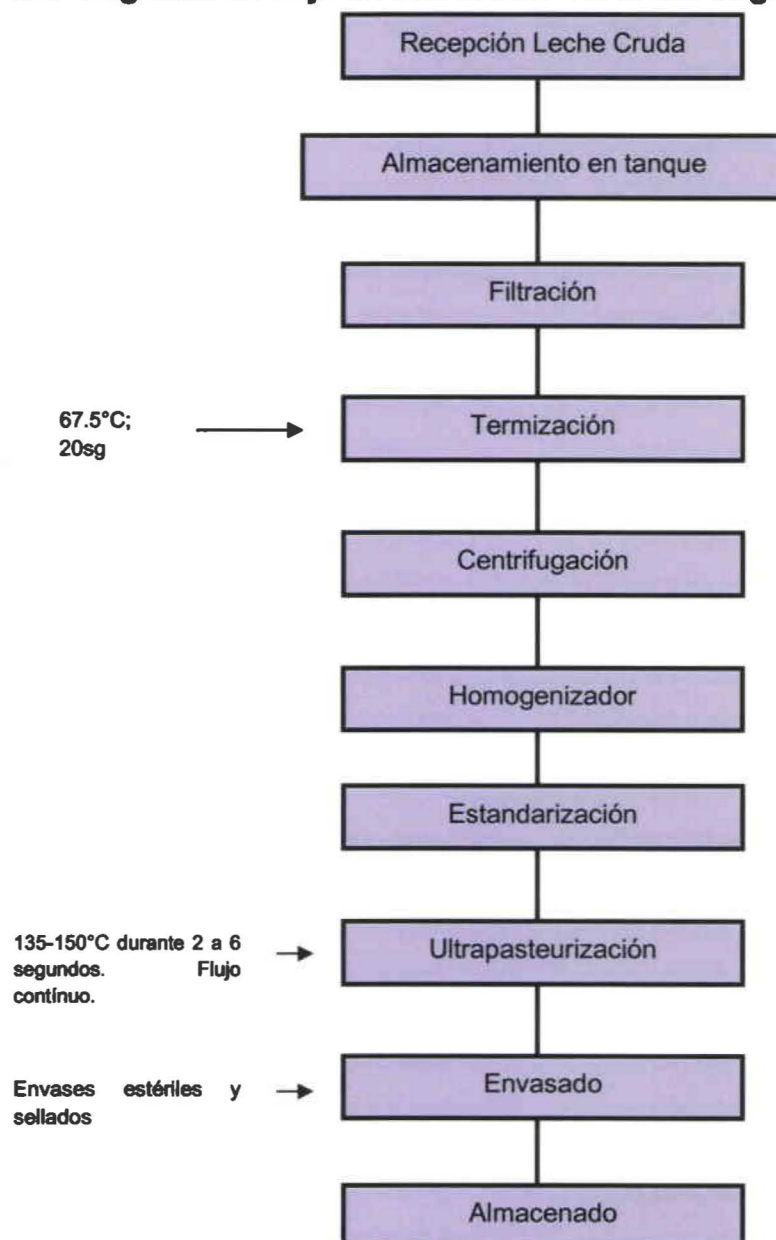 Recepción Leche Cruda
Almacenamiento en tanque
Filtración
67.5°C;
20sg
Termización
Centrifugación
Homogenizador
Estandarización
135-150°C durante 2 a 6
segundos. Flujo
contínuo.
Ultrapasteurización
Envases estériles y
sellados
Envasado
Almacenado